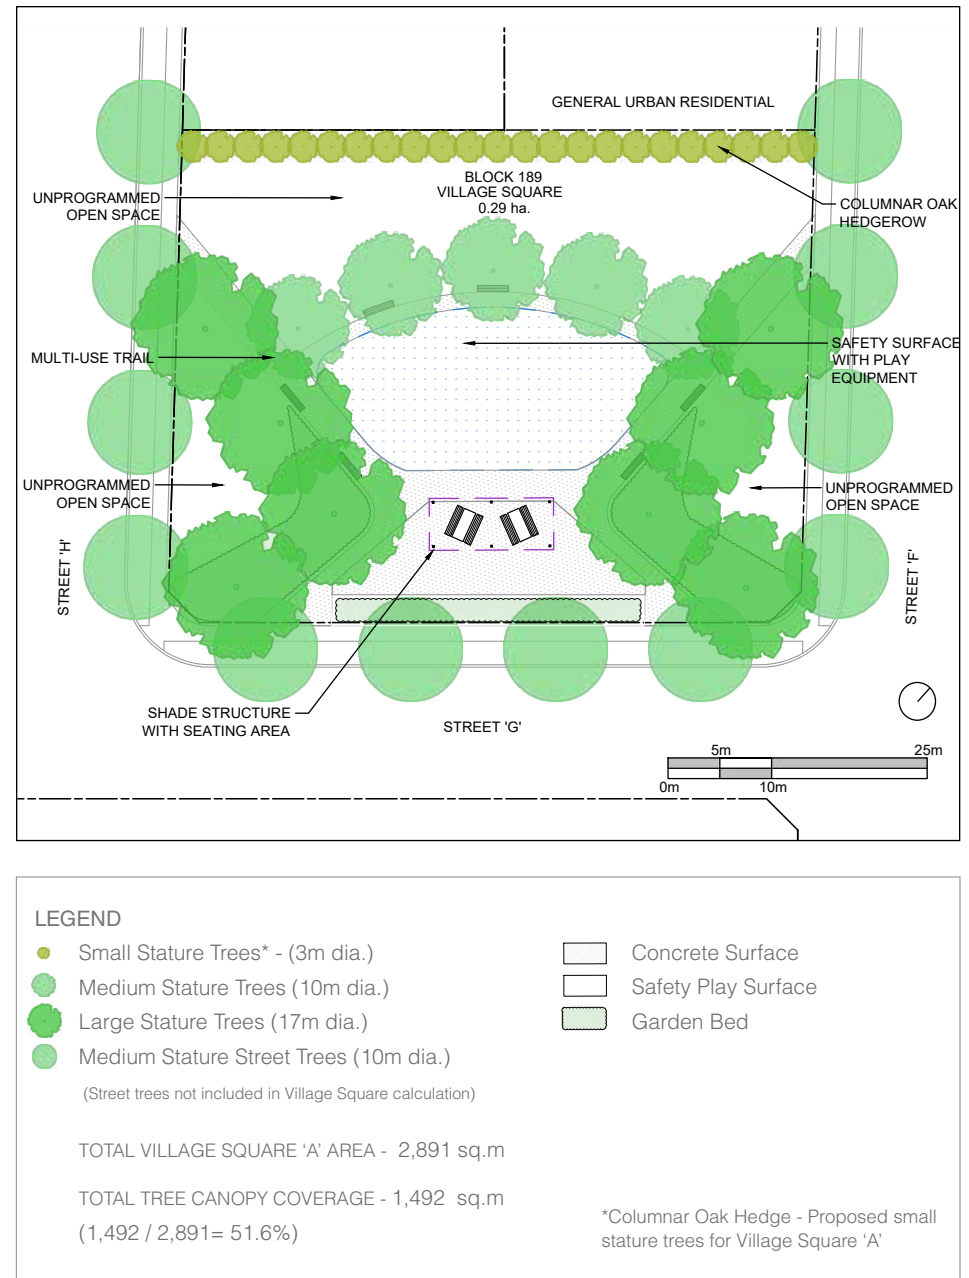 GENERAL URBAN RESIDENTIAL
BLOCK 189
VILLAGE SQUARE
0.29 ha.
UNPROGRAMMED
OPEN SPACE
COLUMNAR OAK
HEDGEROW
MULTI-USE TRAIL
SAFETY SURFACE
WITH PLAY
EQUIPMENT
UNPROGRAMMED
OPEN SPACE
UNPROGRAMMED
OPEN SPACE
STREET 'H'
STREET 'F'
SHADE STRUCTURE
WITH SEATING AREA
STREET 'G'
5m
25m
0m
10m
LEGEND
Small Stature Trees* - (3m dia.)
Medium Stature Trees (10m dia.)
Large Stature Trees (17m dia.)
Medium Stature Street Trees (10m dia.)
(Street trees not included in Village Square calculation)
Concrete Surface
Safety Play Surface
Garden Bed
TOTAL VILLAGE SQUARE ‘A’ AREA - 2,891 sq.m
TOTAL TREE CANOPY COVERAGE - 1,492 sq.m
(1,492 / 2,891= 51.6%)
*Columnar Oak Hedge - Proposed small
stature trees for Village Square ‘A’